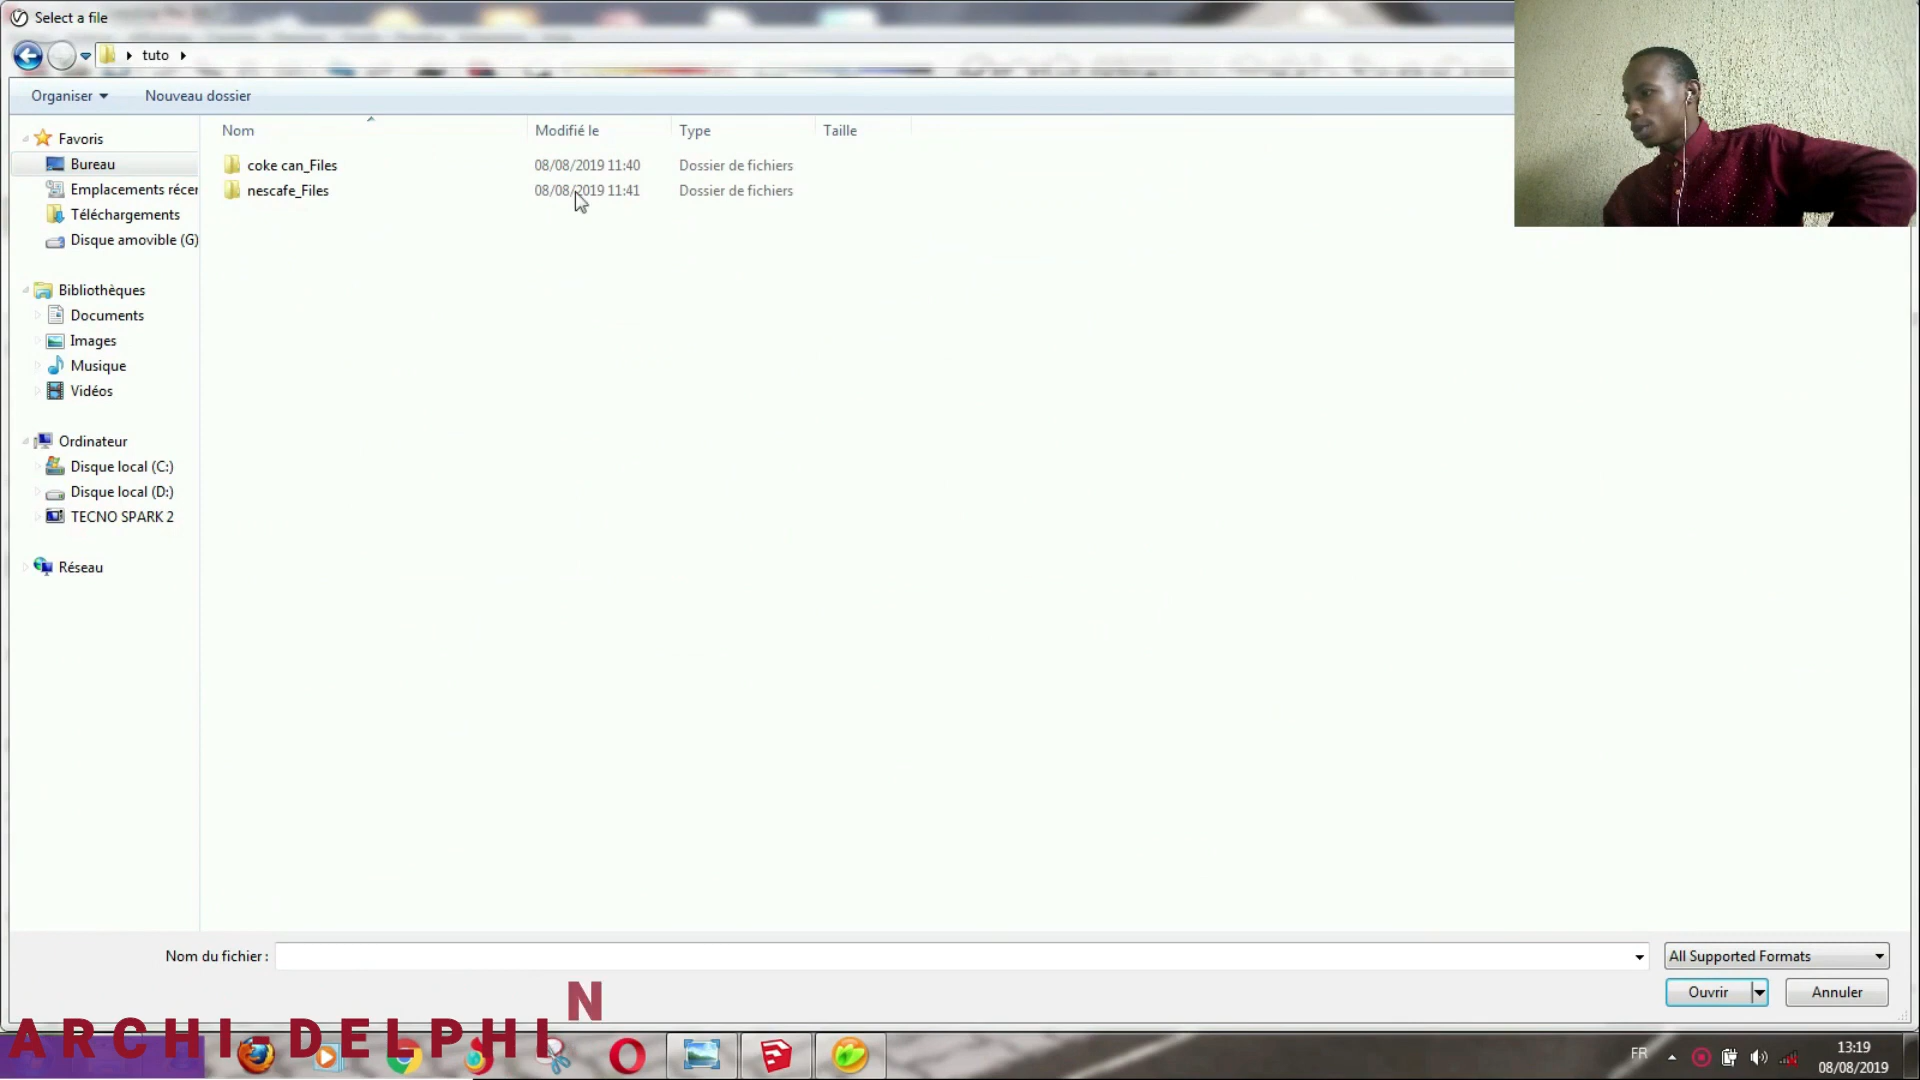 Select a file
tuto
Organiser
Nouveau dossier
Nom
Modifié le
Type
Taille
Favoris
Bureau
Emplacements récer
Téléchargements
Disque amovible (G)
Bibliothèques
Documents
Images
Musique
Vidéos
Ordinateur
Disque local (C:)
Disque local (D:)
TECNO SPARK 2
Réseau
coke can_Files 08/08/2019 11:40 Dossier de fichiers
nescafe_Files 08/08/2019 11:41 Dossier de fichiers
Nom du fichier :
All Supported Formats
Ouvrir
Annuler
ARCHI-DELPHIN
FR
13:19
08/08/2019